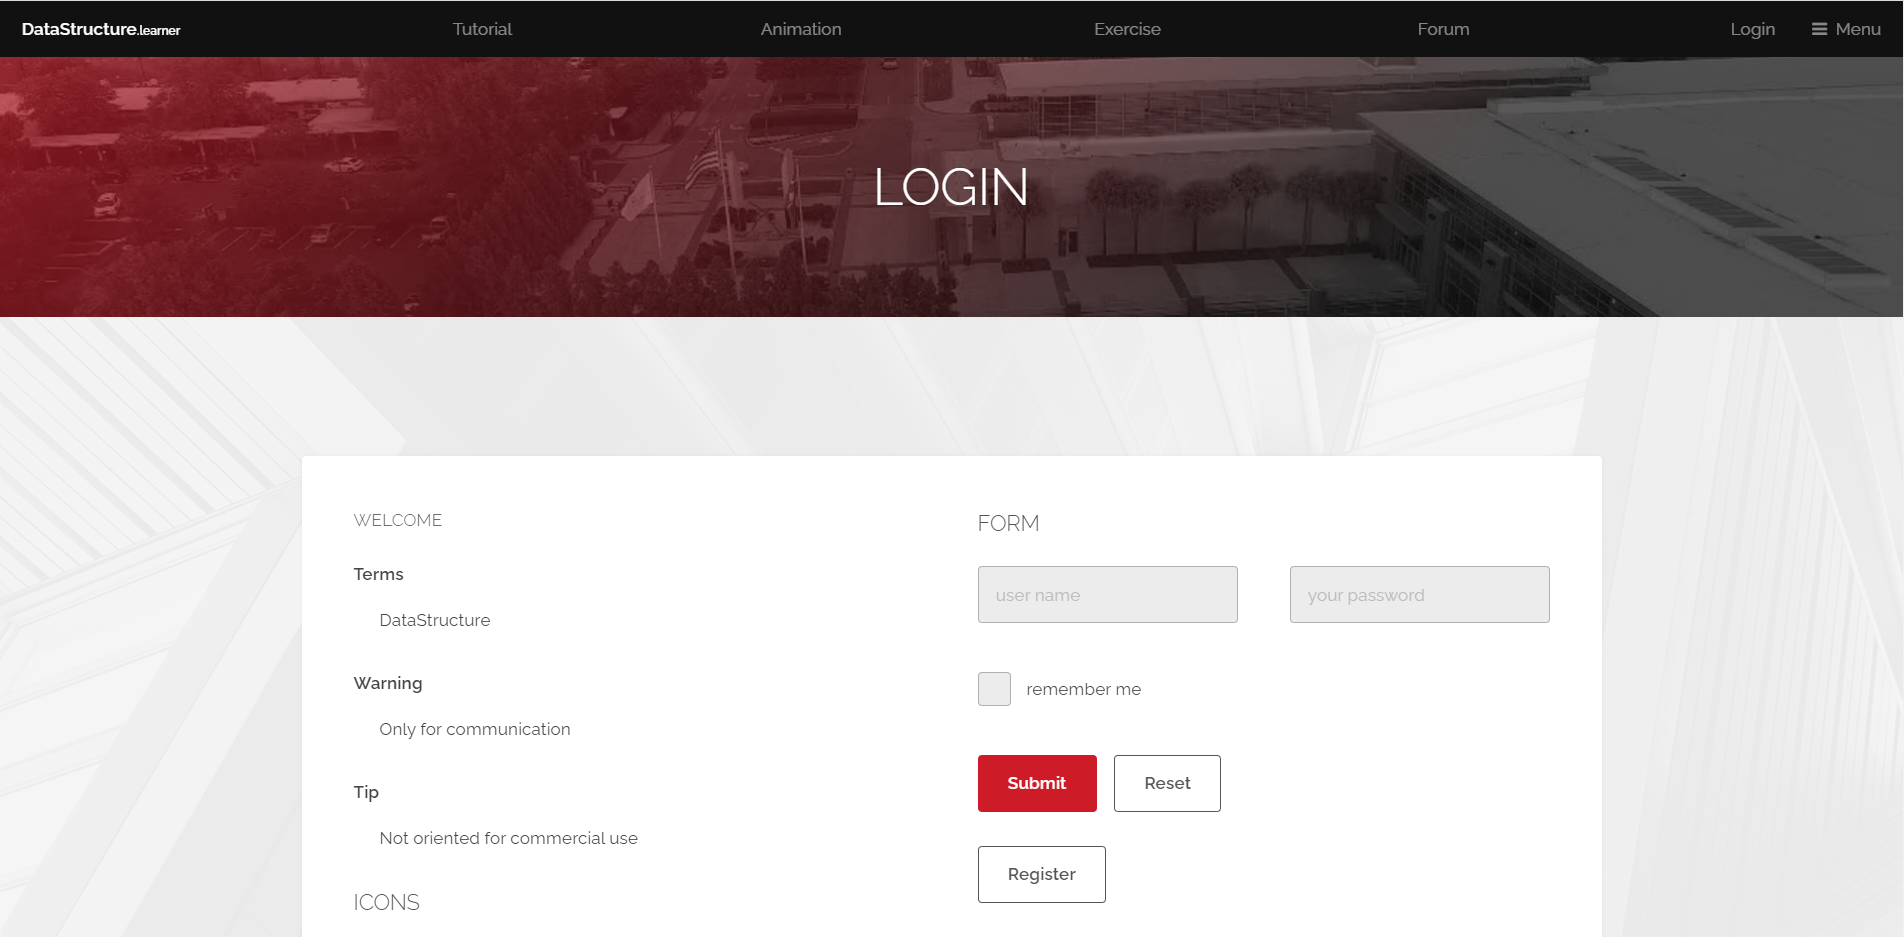 DataStructure.learner
Tutorial
Animation
Exercise
Forum
Login
Menu
LOGIN
WELCOME
Terms
DataStructure
Warning
Only for communication
Tip
Not oriented for commercial use
ICONS
FORM
user name
your password
remember me
Submit
Reset
Register